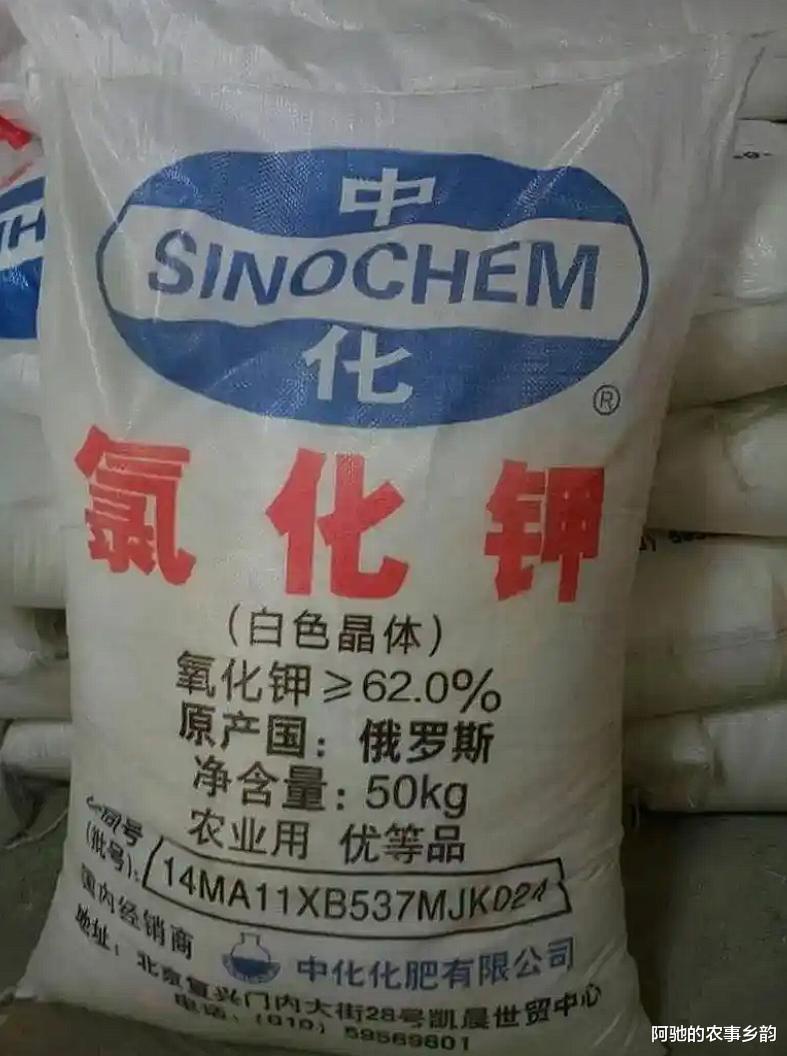 中
SINOCHEM
化
®
氯化钾
（白色晶体）
氧化钾≥62.0%
原产国：俄罗斯
净含量：50kg
农业用 优等品
合同号
（批号）：14MA11XB537MJKD24
国内经销商 中化化肥有限公司
地址：北京复兴门内大街28号凯晨世贸中心
电话：（010）59569801
阿驰的农事乡韵